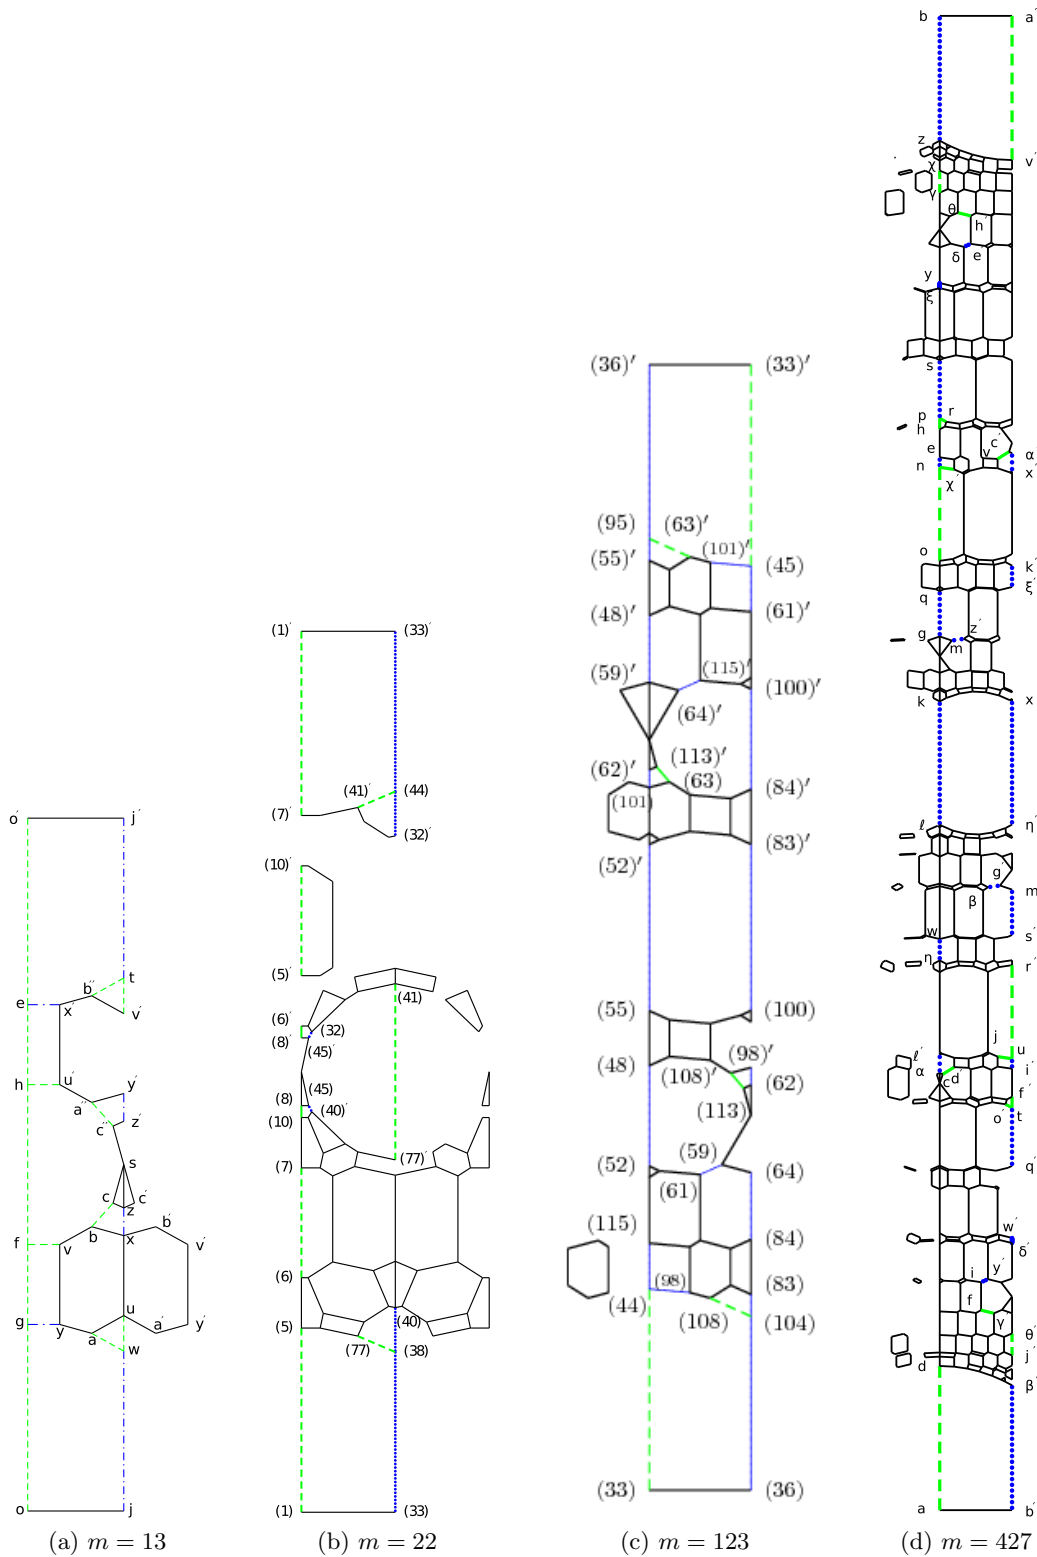 b a′
z
χ v′
γ
θ
h′
δ e′
y
ξ
s
(36)′ (33)′
p r
h
c′
e v α′
n x′
χ′
(95) (63)′
(101)′
(55)′ (45)
o k′
ξ′
q
(48)′ (61)′
z′
g m
(1)′ (33)′
(59)′ (115)′ (100)′
k x
(64)′
(113)′
(62)′ (63) (84)′
(41)′ (44)
(101)
(7)′ (32)′
o′ j′
ℓ η′
(52)′ (83)′
(10)′
g′
β m′
w s′
(5)′
η r′
t
b″
(41)
e x′ v′
(6)′ (32)
(8)′ (45)′
(55) (100)
(98)′
j u
ℓ′ i′
α c d′ f′
(48) (108)′ (62)
h u′ y′
(45)
(8) (40)′
(10)
a″ z′
c″
(113)
o′ t
(59)
s
(7) (77)′
(52) (64)
q′
(61)
c c′
z
b b′
x
f v v′
(115) (84)
w′
δ′
y′
i
(6)
(98) (83)
f
u
g y a a′ y′
(5) (40)
(44) (108) (104)
γ
θ′
w
(77) (38)
j′
d β′
(33) (36)
o j
(1) (33)
a b′
(a) m = 13 (b) m = 22 (c) m = 123 (d) m = 427